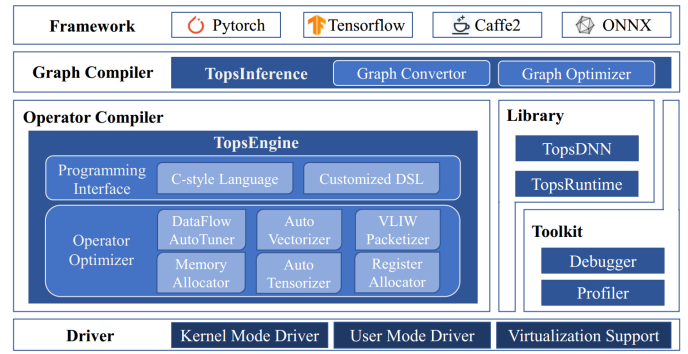 Framework
Pytorch
Tensorflow
Caffe2
ONNX
Graph Compiler
TopsInference
Graph Convertor
Graph Optimizer
Operator Compiler
TopsEngine
Programming
Interface
C-style Language
Customized DSL
Operator
Optimizer
DataFlow
AutoTuner
Auto
Vectorizer
VLIW
Packetizer
Memory
Allocator
Auto
Tensorizer
Register
Allocator
Library
TopsDNN
TopsRuntime
Toolkit
Debugger
Profiler
Driver
Kernel Mode Driver
User Mode Driver
Virtualization Support